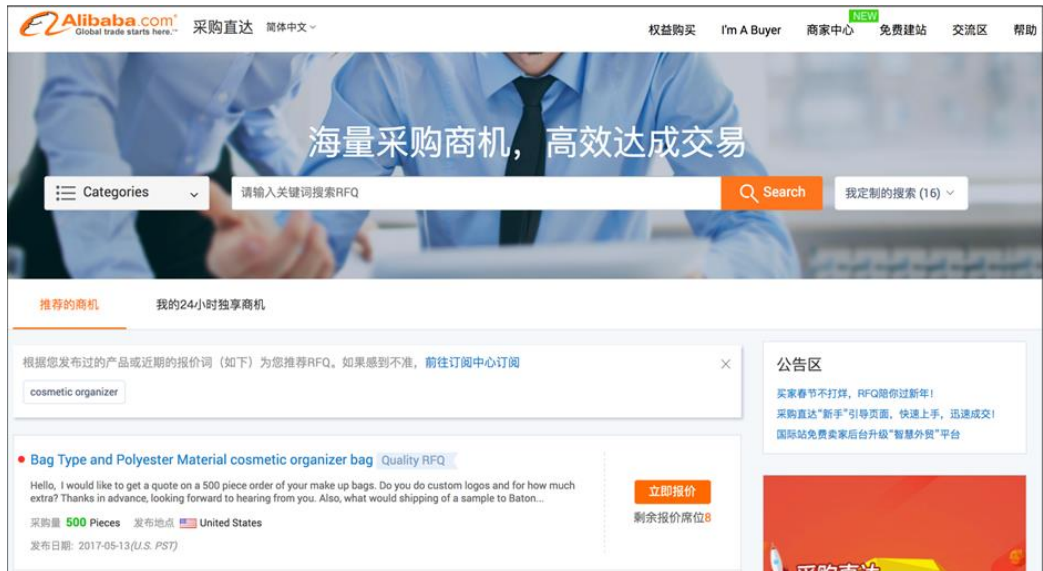 Alibaba.com
Global trade starts here.™
采购直达 简体中文
权益购买 I'm A Buyer 商家中心 NEW 免费建站 交流区 帮助
海量采购商机，高效达成交易
Categories 请输入关键词搜索RFQ Search 我定制的搜索 (16)
推荐的商机 我的24小时独享商机
根据您发布过的产品或近期的报价词（如下）为您推荐RFQ。如果感到不准，前往订阅中心订阅
cosmetic organizer
Bag Type and Polyester Material cosmetic organizer bag Quality RFQ
Hello, I would like to get a quote on a 500 piece order of your make up bags. Do you do custom logos and for how much
extra? Thanks in advance, looking forward to hearing from you. Also, what would shipping of a sample to Baton...
采购量 500 Pieces 发布地点 United States
发布日期: 2017-05-13(U.S. PST)
立即报价
剩余报价席位8
公告区
买家春节不打烊，RFQ陪你过新年!
采购直达"新手"引导页面，快速上手，迅速成交!
国际站免费卖家后台升级"智慧外贸"平台
采购直达